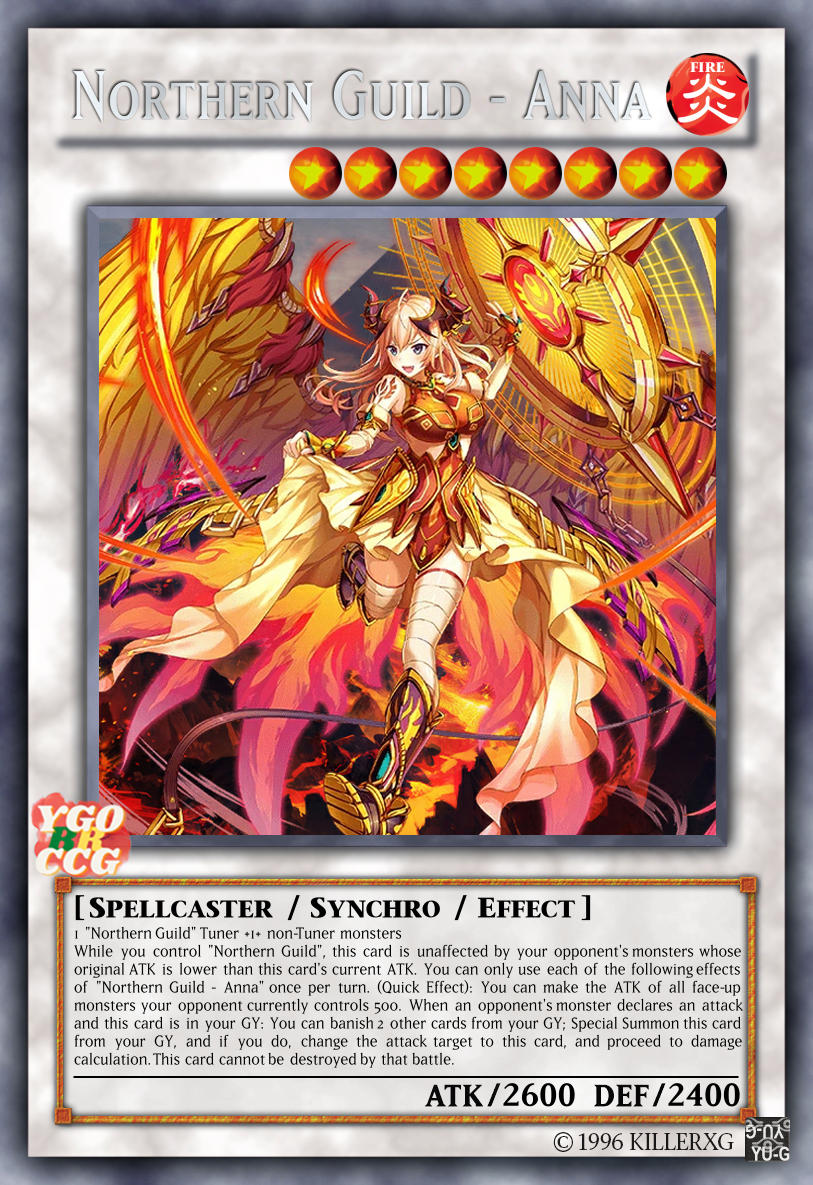 Northern Guild - Anna
FIRE
炎
YGO
RR
CCG
[ Spellcaster / Synchro / Effect ]
1 "Northern Guild" Tuner +1+ non-Tuner monsters
While you control "Northern Guild", this card is unaffected by your opponent's monsters whose
original ATK is lower than this card's current ATK. You can only use each of the following effects
of "Northern Guild - Anna" once per turn. (Quick Effect): You can make the ATK of all face-up
monsters your opponent currently controls 500. When an opponent's monster declares an attack
and this card is in your GY: You can banish 2 other cards from your GY; Special Summon this card
from your GY, and if you do, change the attack target to this card, and proceed to damage
calculation. This card cannot be destroyed by that battle.
ATK/2600 DEF/2400
© 1996 KILLERXG
YU-G